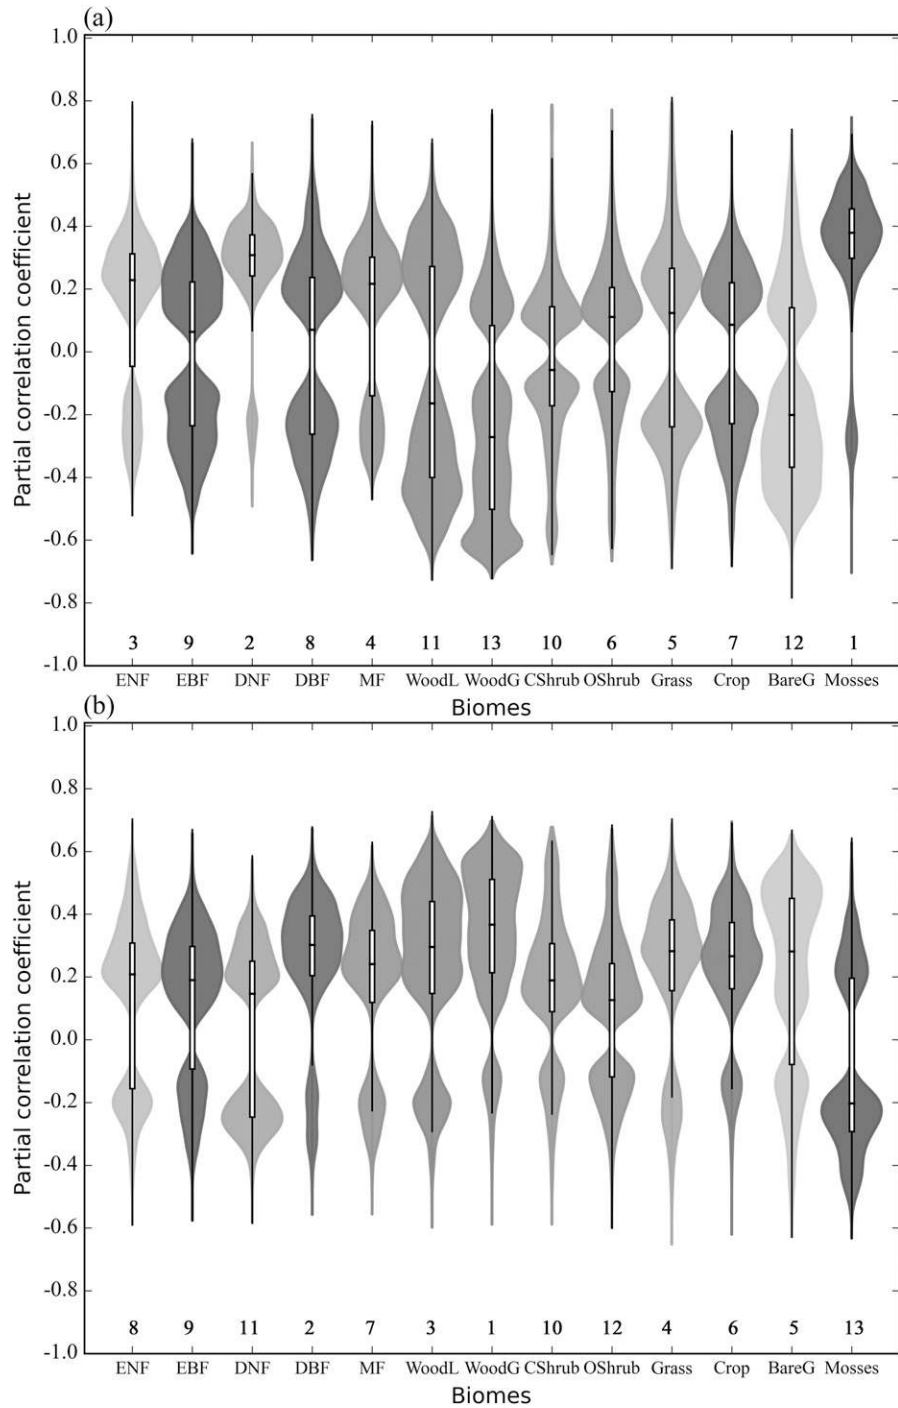 (a)
1.0
0.8
0.6
0.4
0.2
0.0
-0.2
-0.4
-0.6
-0.8
-1.0
Partial correlation coefficient
3 9 2 8 4 11 13 10 6 5 7 12 1
ENF EBF DNF DBF MF WoodL WoodG CShrub OShrub Grass Crop BareG Mosses
Biomes
(b)
1.0
0.8
0.6
0.4
0.2
0.0
-0.2
-0.4
-0.6
-0.8
-1.0
Partial correlation coefficient
8 9 11 2 7 3 1 10 12 4 6 5 13
ENF EBF DNF DBF MF WoodL WoodG CShrub OShrub Grass Crop BareG Mosses
Biomes